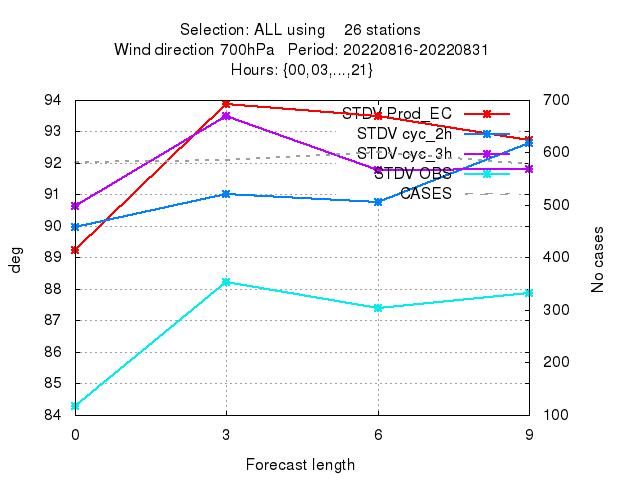 Selection: ALL using 26 stations
Wind direction 700hPa Period: 20220816-20220831
Hours: {00,03,...,21}
94 700
STDV Prod_EC
93
STDV cyc_2h
600
STDV cyc-3h
92
STDV OBS
CASES
91
500
90
89 400
deg
No cases
88
300
87
86
200
85
84 100
0 3 6 9
Forecast length